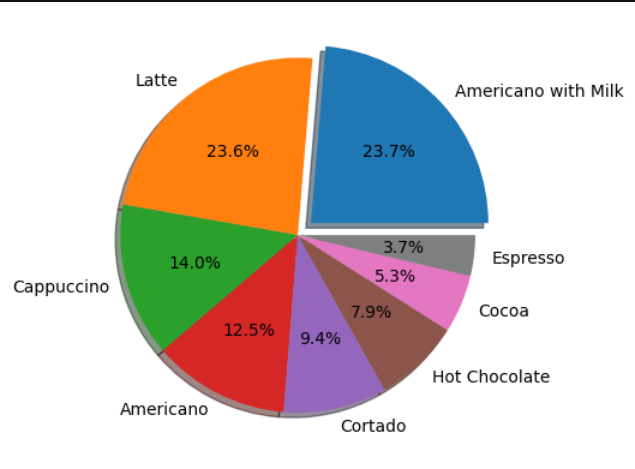 Latte
Americano with Milk
23.6%
23.7%
14.0%
3.7%
Espresso
5.3%
Cappuccino
Cocoa
7.9%
12.5%
9.4%
Hot Chocolate
Americano
Cortado